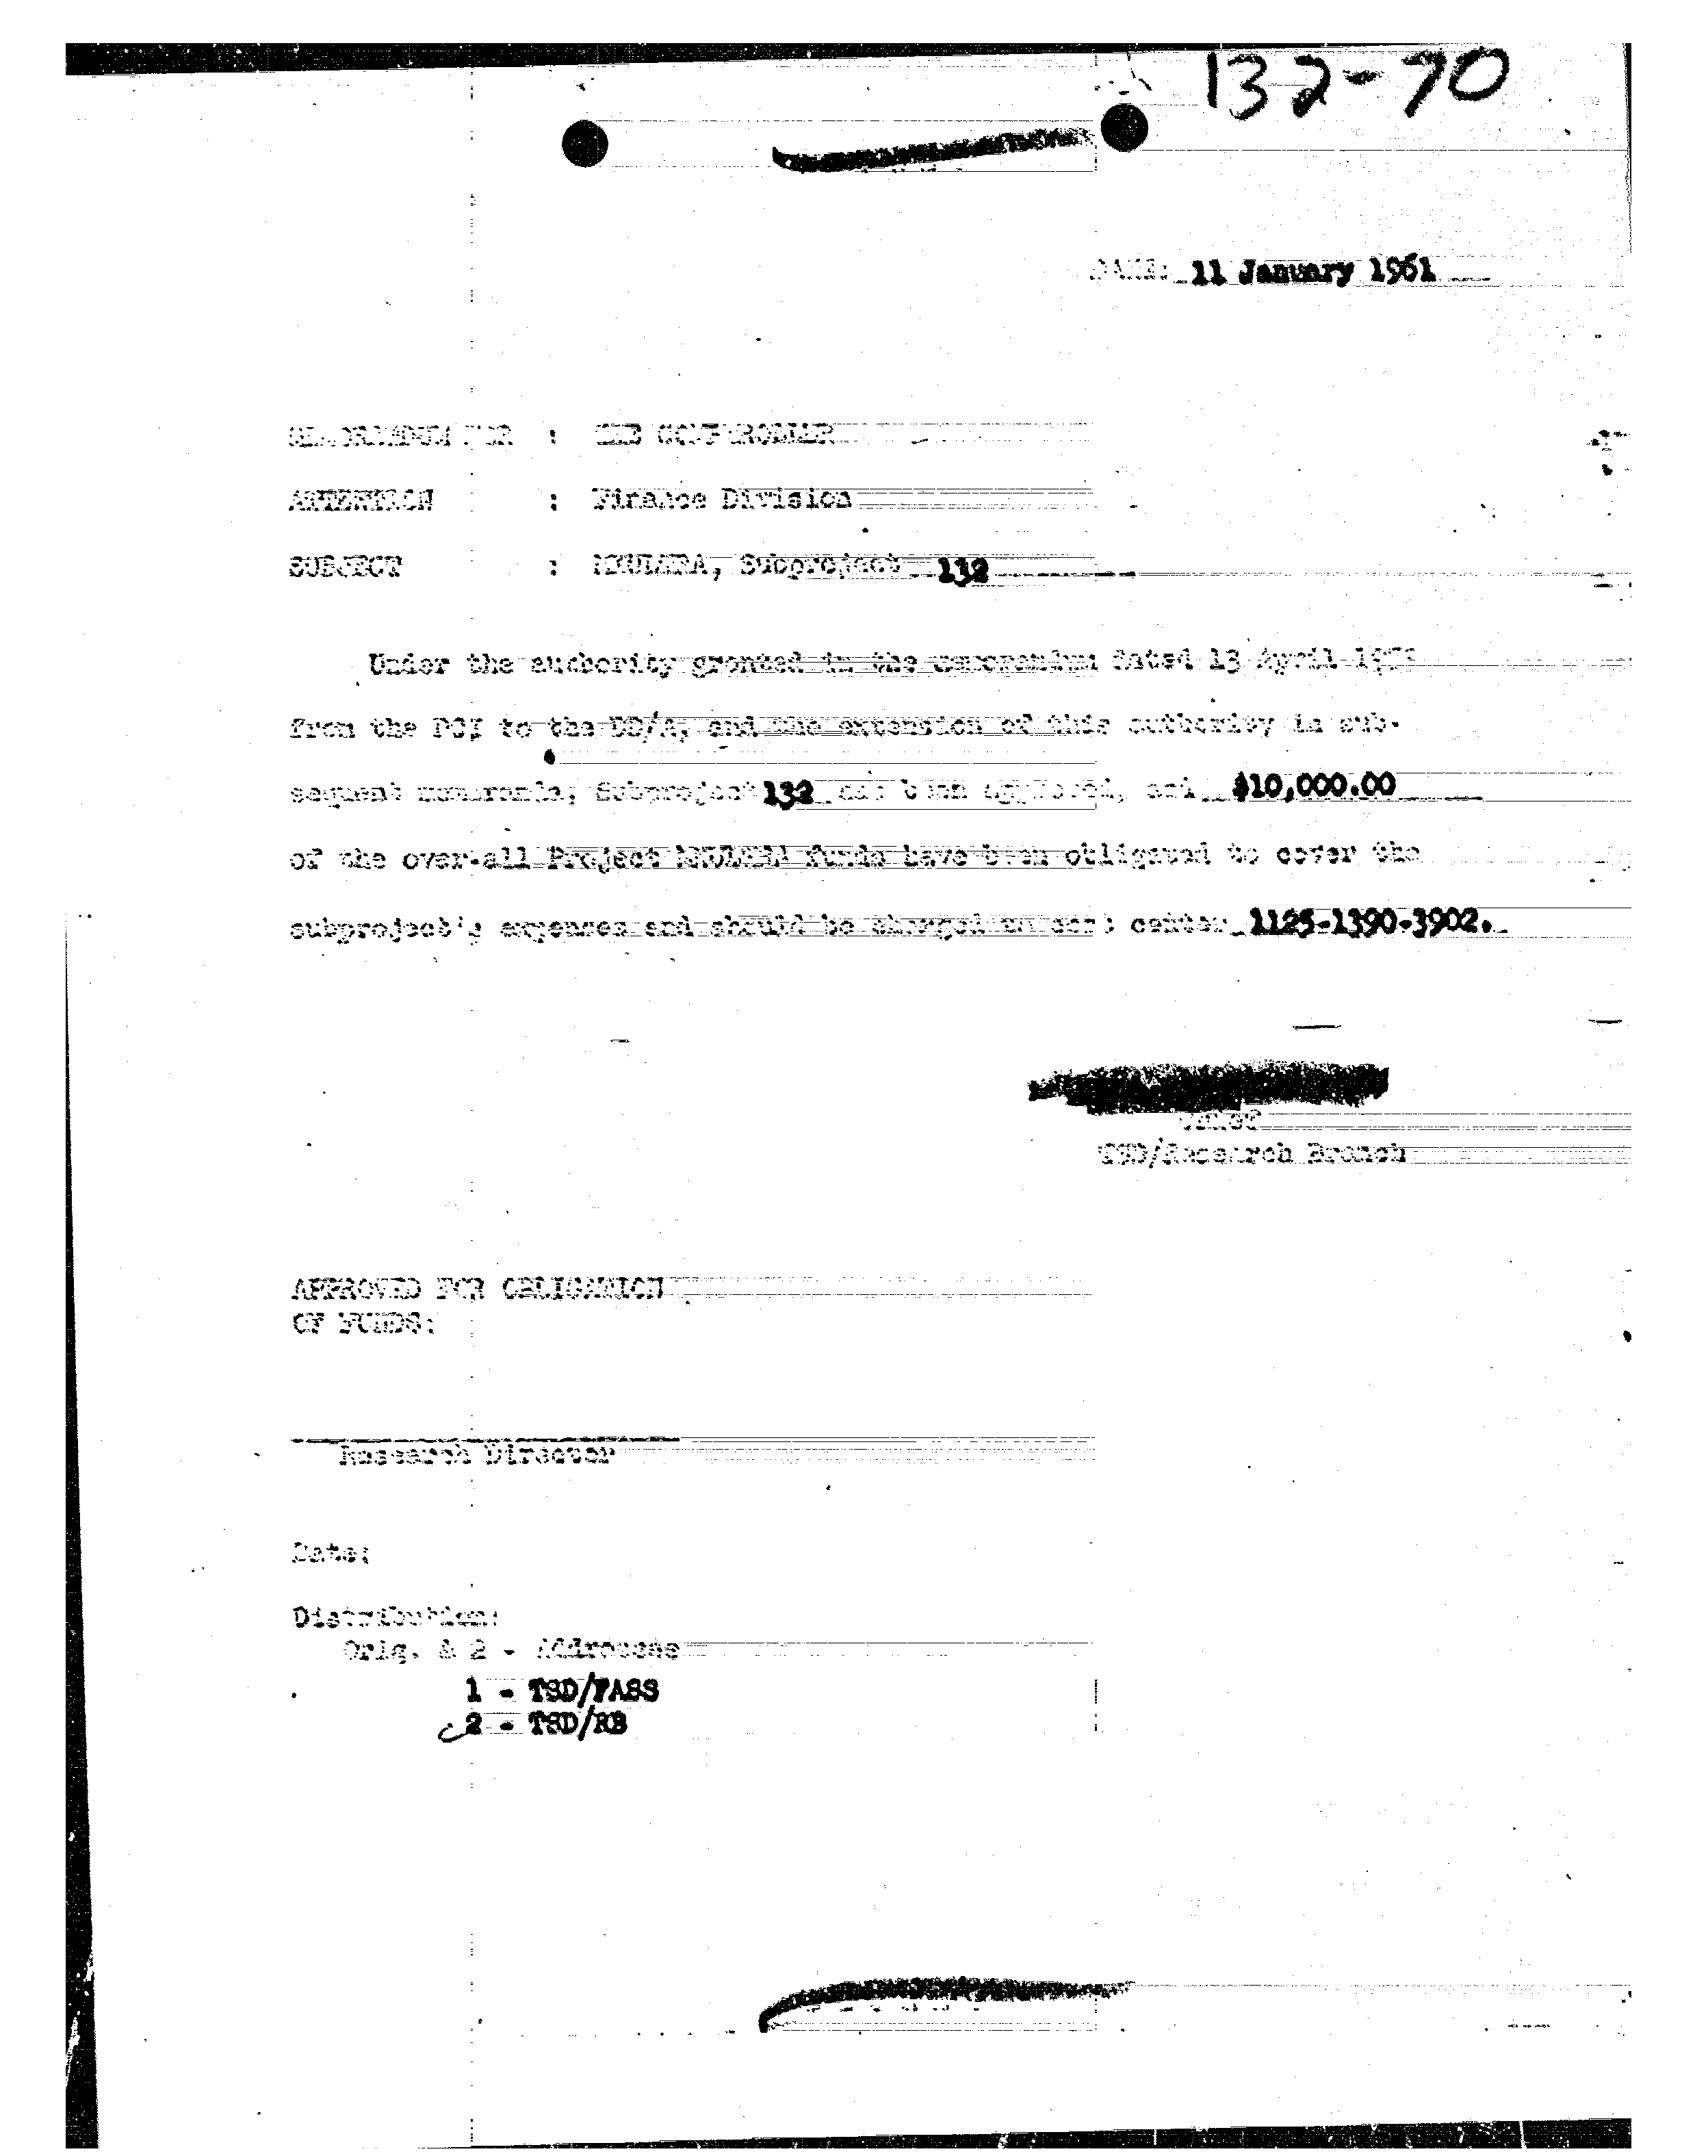 132-70
DATE: 11 January 1961
MEMORANDUM FOR : THE COMPTROLLER
ATTENTION : Finance Division
SUBJECT : MKULTRA, Subproject 132
Under the authority granted in the memorandum dated 13 April
from the DCI to the DD/A, and the extension of this authority in sub-
sequent memoranda, Subproject 132 has been approved, and $10,000.00
of the over-all Project MKULTRA funds have been obligated to cover the
subproject's expenses and should be charged to cost center 1125-1390-3902.
Chief
TSD/Research Branch
APPROVED FOR OBLIGATION
OF FUNDS:
Research Director
Date:
Distribution:
Orig. & 2 - Addressee
1 - TSD/FASS
2 - TSD/RB